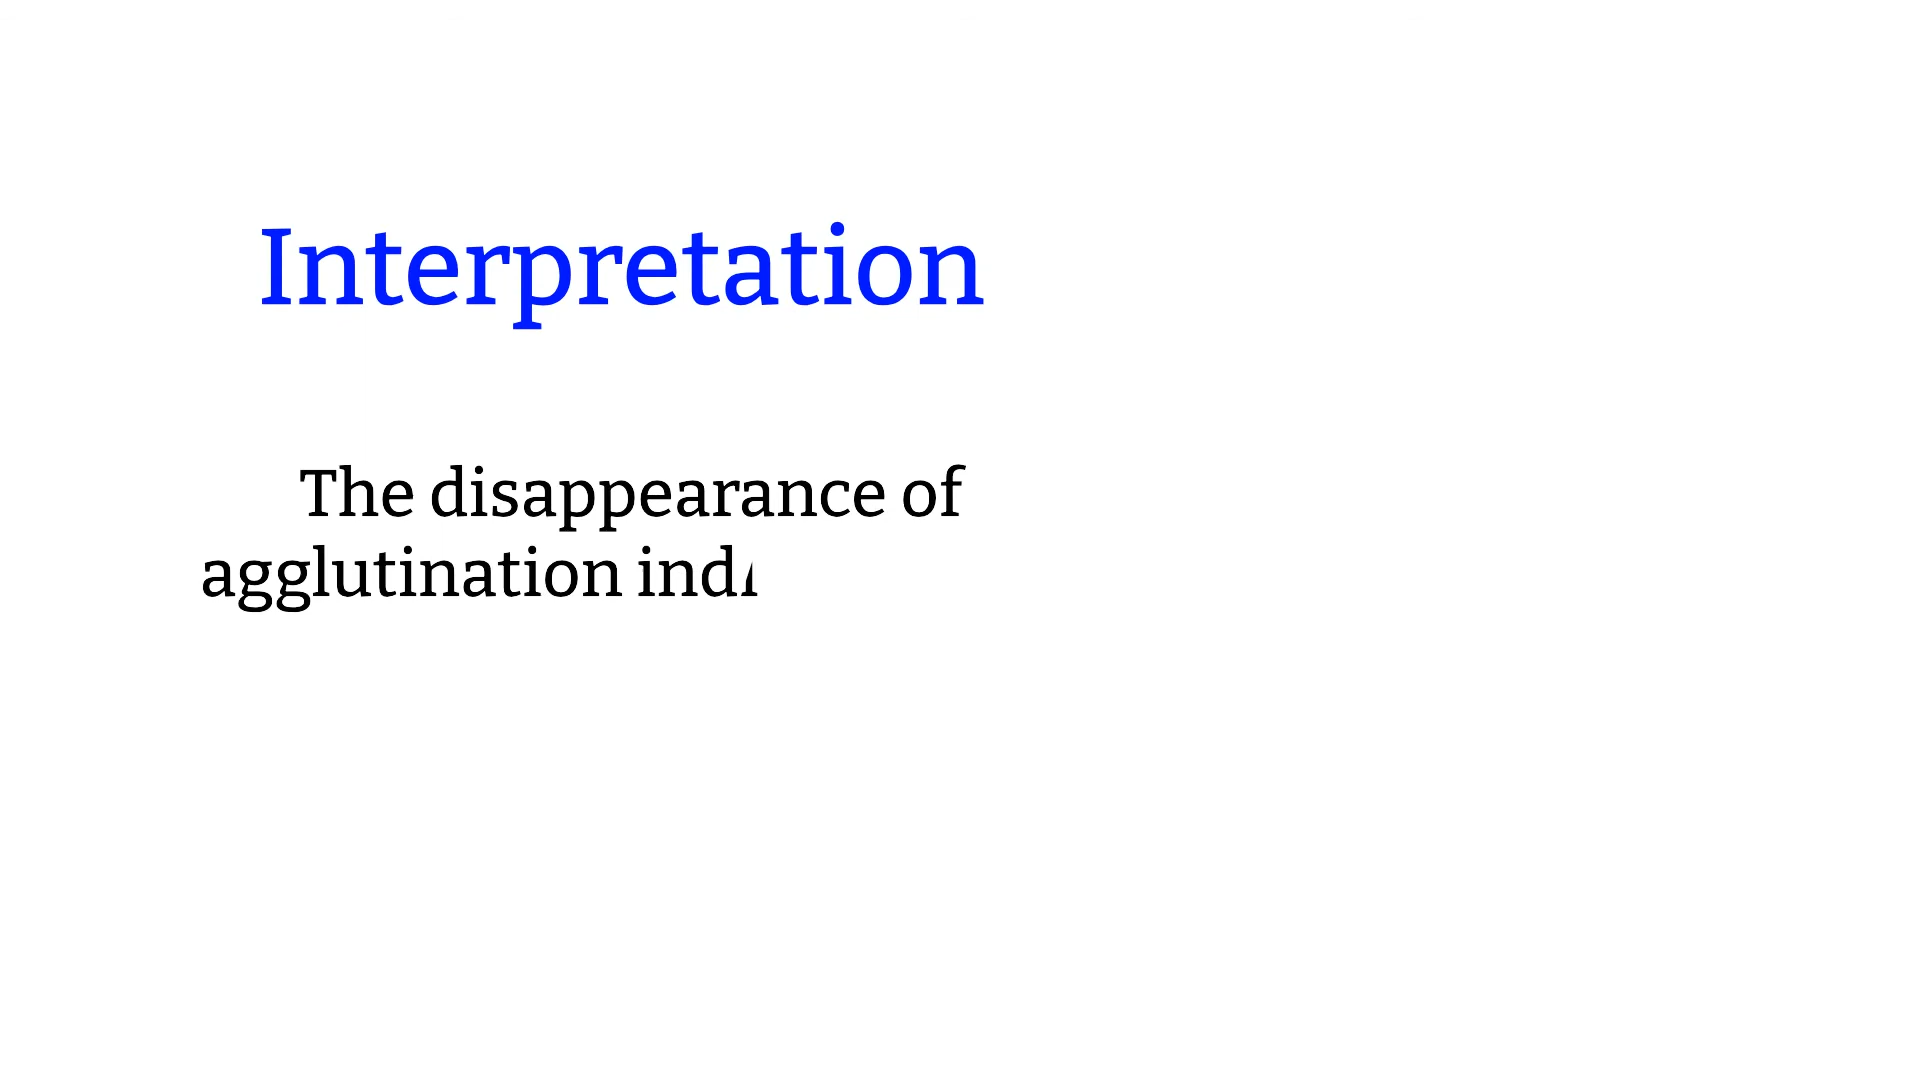 Interpretation
The disappearance of
agglutination ind